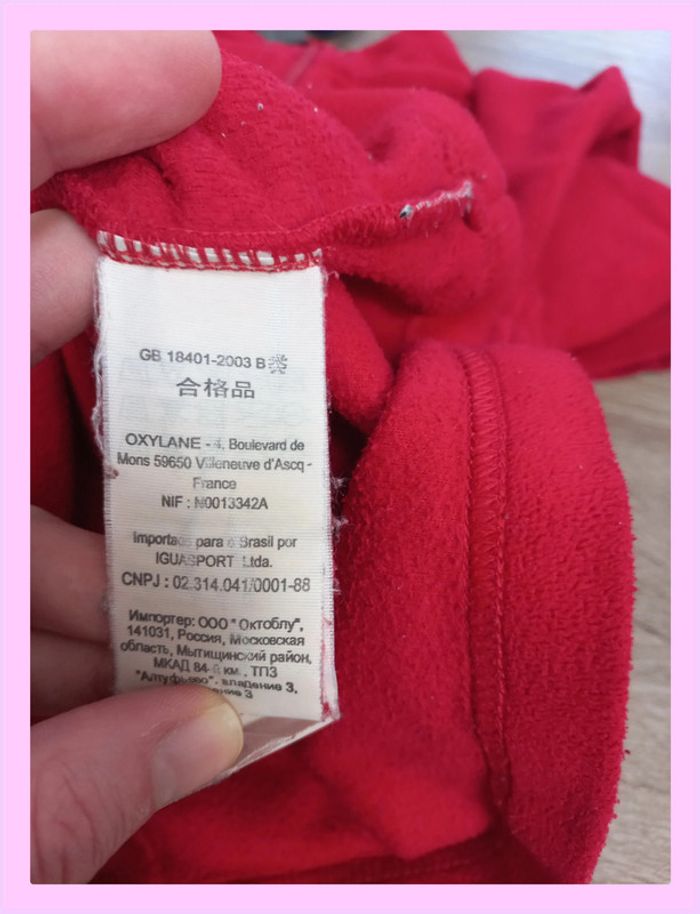 GB 18401-2003 B
合格品
OXYLANE - 4, Boulevard de
Mons 59650 Villeneuve d'Ascq -
France
NIF : N0013342A
Importado para o Brasil por
IGUASPORT Ltda.
CNPJ : 02.314.041/0001-88
Импортер: ООО "Октоблу",
141031, Россия, Московская
область, Мытищинский район,
МКАД 84-й км., ТПЗ
"Алтуфьево", владение 3,
3